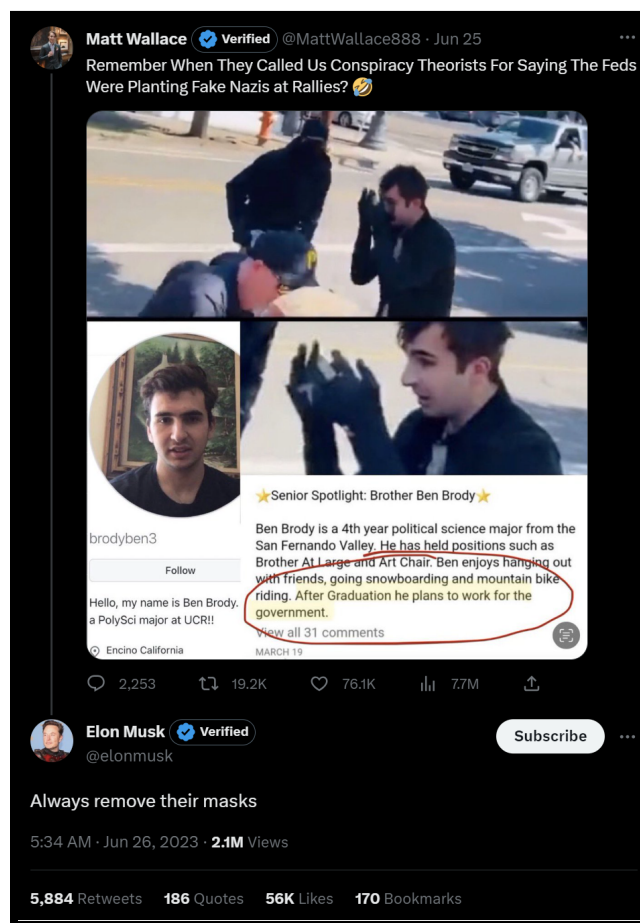 Matt Wallace Verified @MattWallace888 · Jun 25
Remember When They Called Us Conspiracy Theorists For Saying The Feds
Were Planting Fake Nazis at Rallies? 🤣
brodyben3
Follow
Hello, my name is Ben Brody.
a PolySci major at UCR!!
Encino California
⭐Senior Spotlight: Brother Ben Brody⭐
Ben Brody is a 4th year political science major from the
San Fernando Valley. He has held positions such as
Brother At Large and Art Chair. Ben enjoys hanging out
with friends, going snowboarding and mountain bike
riding. After Graduation he plans to work for the
government.
View all 31 comments
MARCH 19
2,253 19.2K 76.1K 7.7M
Elon Musk Verified
@elonmusk
Subscribe
Always remove their masks
5:34 AM · Jun 26, 2023 · 2.1M Views
5,884 Retweets 186 Quotes 56K Likes 170 Bookmarks